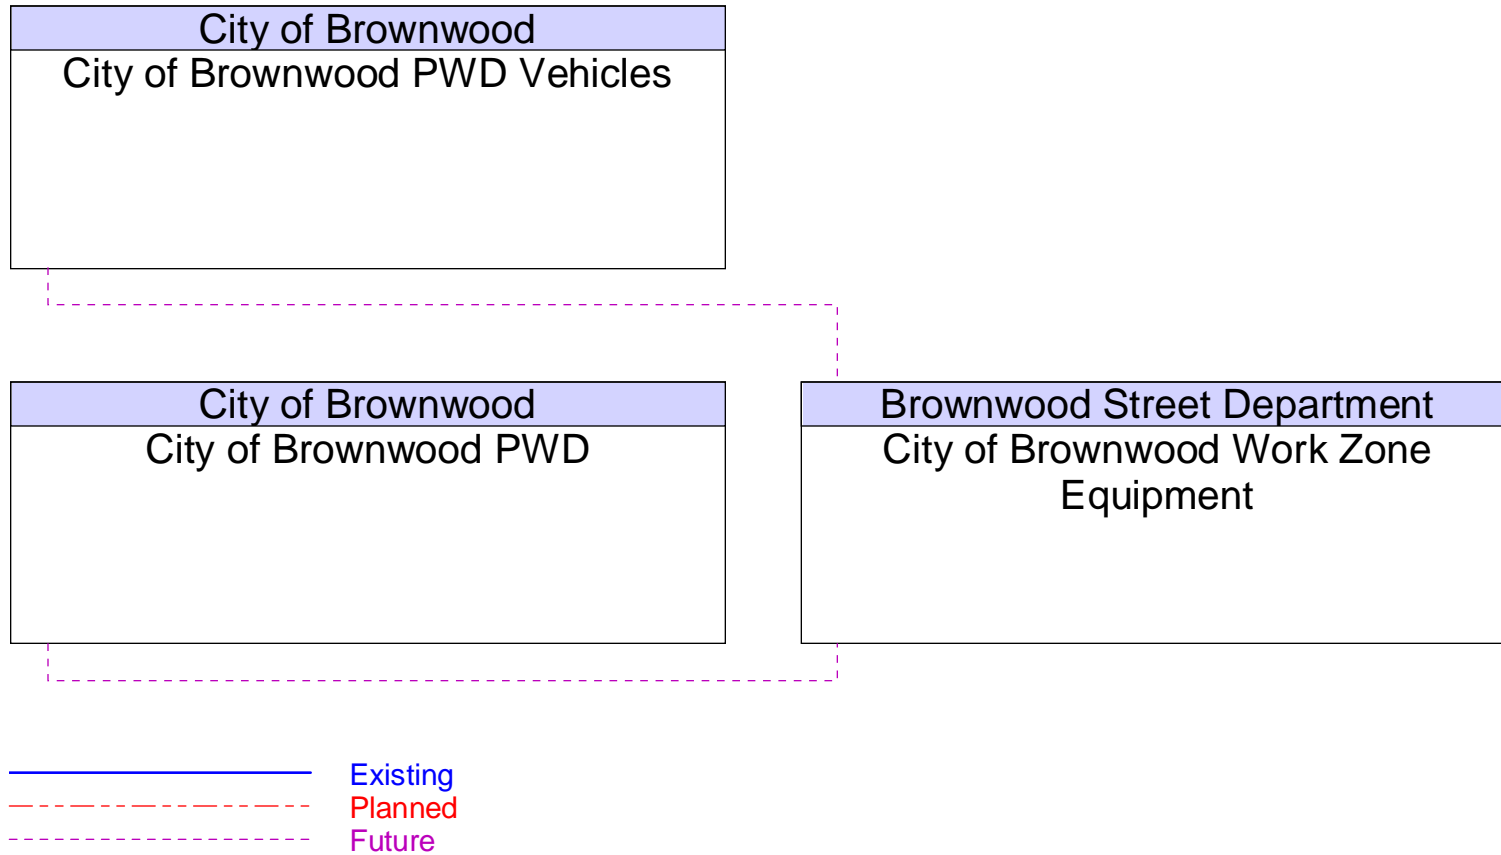 City of Brownwood
City of Brownwood PWD Vehicles
City of Brownwood
City of Brownwood PWD
Brownwood Street Department
City of Brownwood Work Zone
Equipment
Existing
Planned
Future